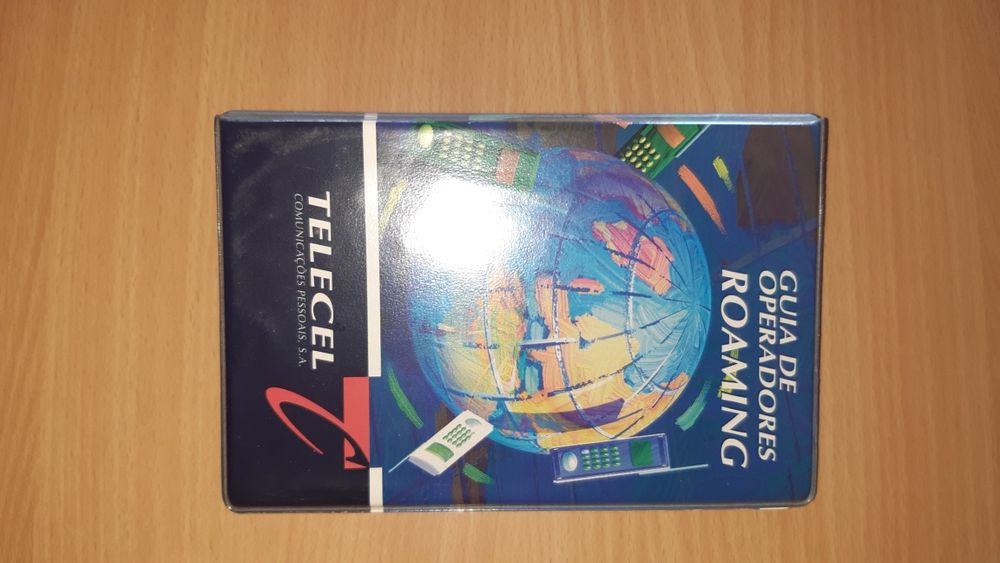 GUIA DE
OPERADORES
ROAMING
TELECEL
COMUNICAÇÕES PESSOAIS, S.A.